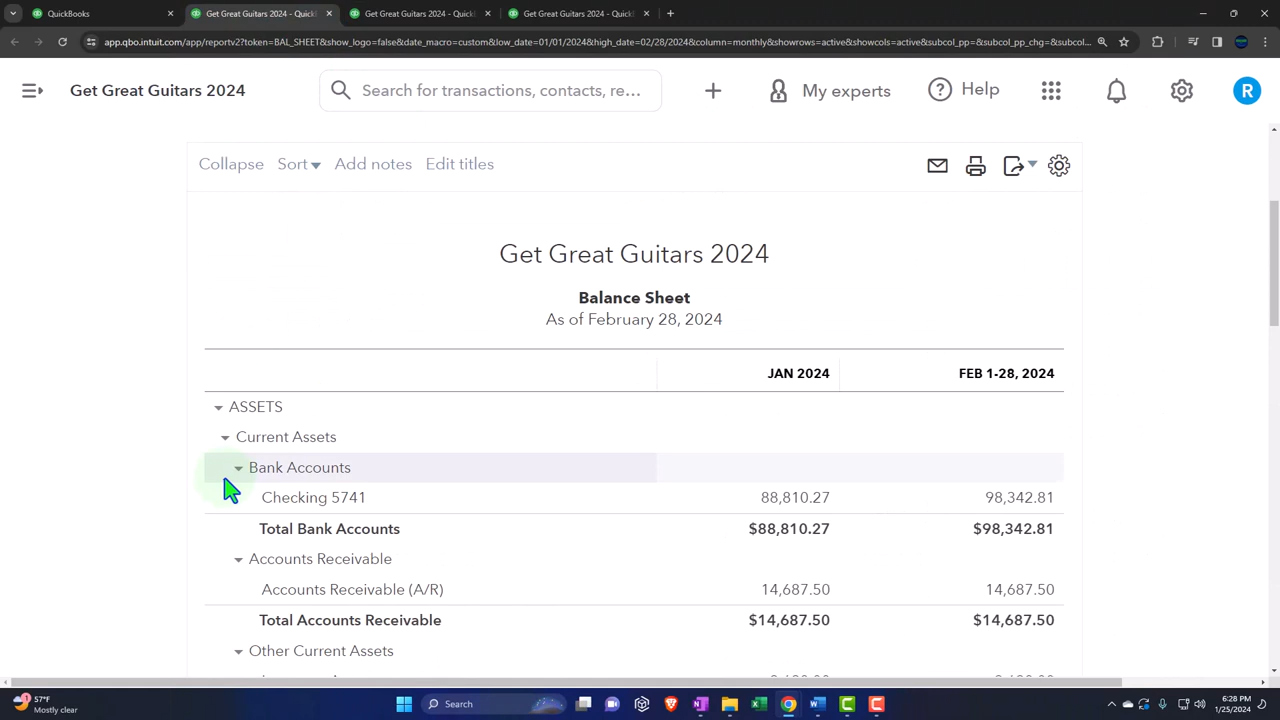 QuickBooks
Get Great Guitars 2024 - QuickB
Get Great Guitars 2024 - QuickB
Get Great Guitars 2024 - QuickB
app.qbo.intuit.com/app/reportv2?token=BAL_SHEET&show_logo=false&date_macro=custom&low_date=01/01/2024&high_date=02/28/2024&column=monthly&showrows=active&showcols=active&subcol_pp_chg=&subcol_pp...
Get Great Guitars 2024
Search for transactions, contacts, re...
My experts
Help
R
Collapse
Sort
Add notes
Edit titles
Get Great Guitars 2024
Balance Sheet
As of February 28, 2024
JAN 2024
FEB 1-28, 2024
ASSETS
Current Assets
Bank Accounts
Checking 5741 88,810.27 98,342.81
Total Bank Accounts $88,810.27 $98,342.81
Accounts Receivable
Accounts Receivable (A/R) 14,687.50 14,687.50
Total Accounts Receivable $14,687.50 $14,687.50
Other Current Assets
57°F
Mostly clear
Search
6:28 PM
1/25/2024